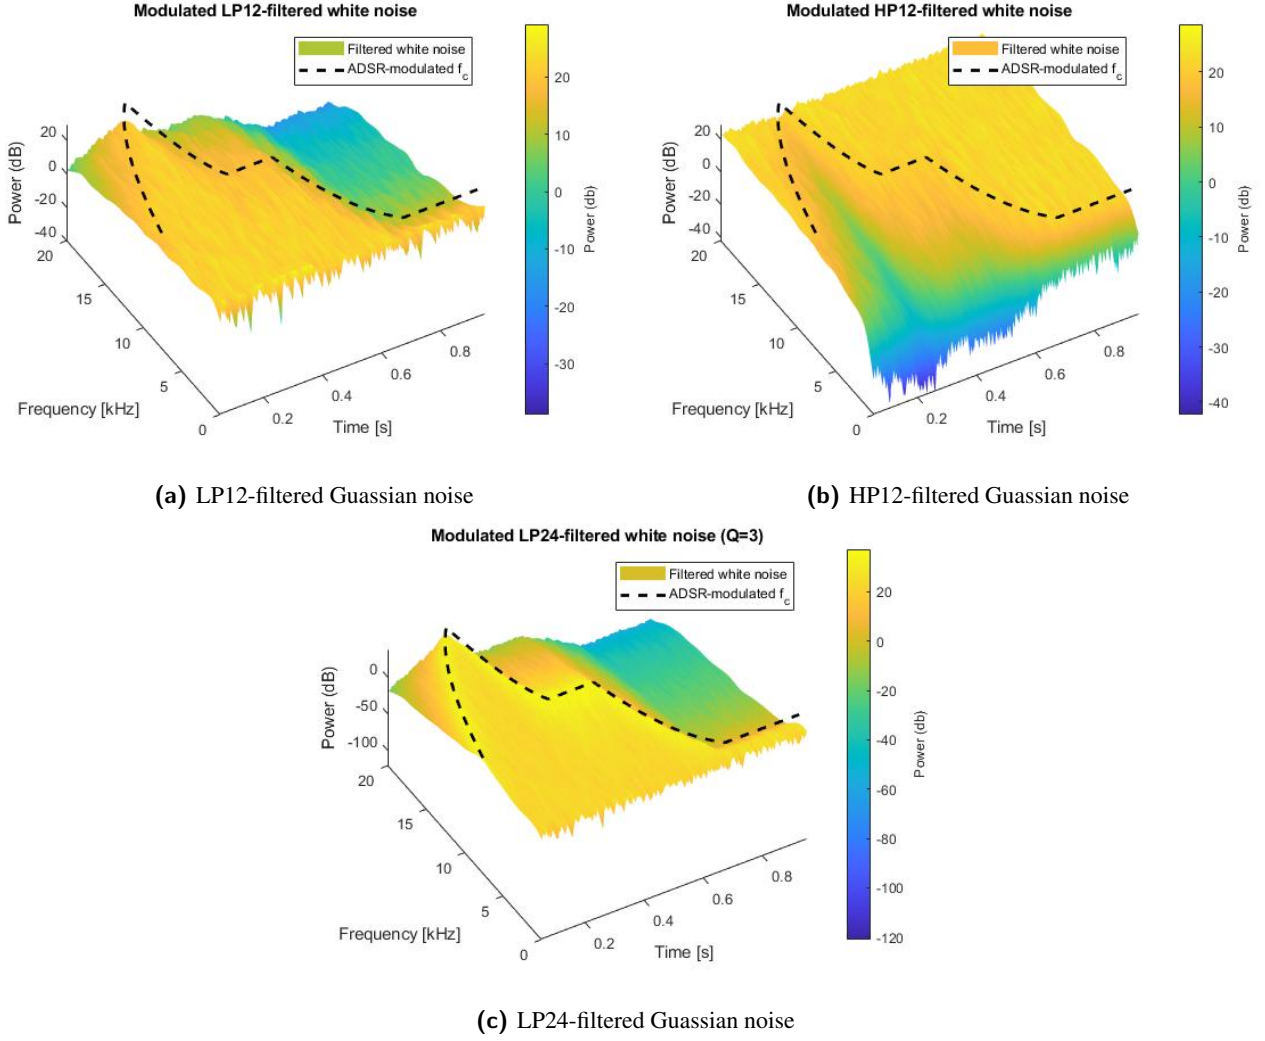 Modulated LP12-filtered white noise
Filtered white noise
ADSR-modulated f_c
Power (dB)
20
0
-20
-40
20
15
10
5
0
Frequency [kHz]
0.2
0.4
0.6
0.8
Time [s]
20
10
0
-10
-20
-30
Power (db)
(a) LP12-filtered Guassian noise
Modulated HP12-filtered white noise
Filtered white noise
ADSR-modulated f_c
Power (dB)
20
0
-20
-40
20
15
10
5
0
Frequency [kHz]
0.2
0.4
0.6
0.8
Time [s]
20
10
0
-10
-20
-30
-40
Power (db)
(b) HP12-filtered Guassian noise
Modulated LP24-filtered white noise (Q=3)
Filtered white noise
ADSR-modulated f_c
Power (dB)
0
-50
-100
20
15
10
5
0
Frequency [kHz]
0.2
0.4
0.6
0.8
Time [s]
20
0
-20
-40
-60
-80
-100
-120
Power (db)
(c) LP24-filtered Guassian noise